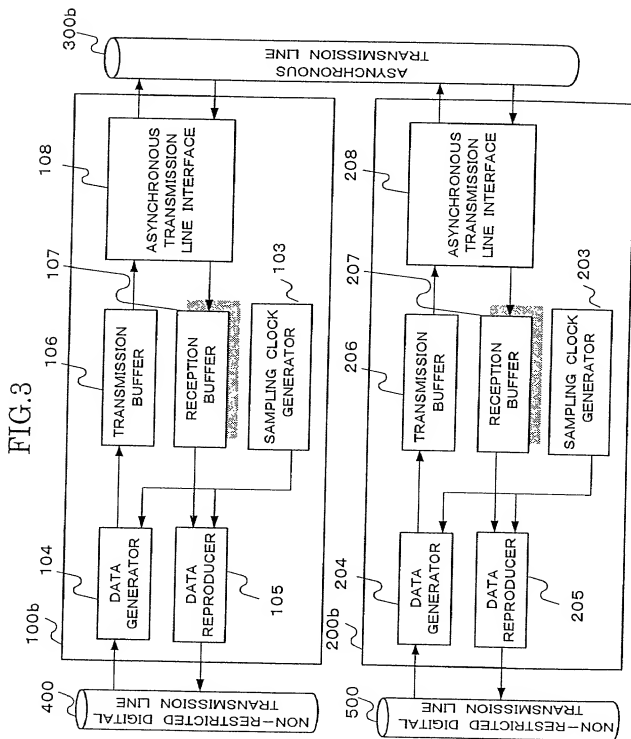 FIG.3
400
NON-RESTRICTED DIGITAL
TRANSMISSION LINE
100b
104
DATA
GENERATOR
DATA
REPRODUCER
105
106
TRANSMISSION
BUFFER
107
RECEPTION
BUFFER
SAMPLING CLOCK
GENERATOR
103
108
ASYNCHRONOUS
TRANSMISSION
LINE INTERFACE
300b
ASYNCHRONOUS
TRANSMISSION LINE
500
NON-RESTRICTED DIGITAL
TRANSMISSION LINE
200b
204
DATA
GENERATOR
DATA
REPRODUCER
205
206
TRANSMISSION
BUFFER
207
RECEPTION
BUFFER
SAMPLING CLOCK
GENERATOR
203
208
ASYNCHRONOUS
TRANSMISSION
LINE INTERFACE